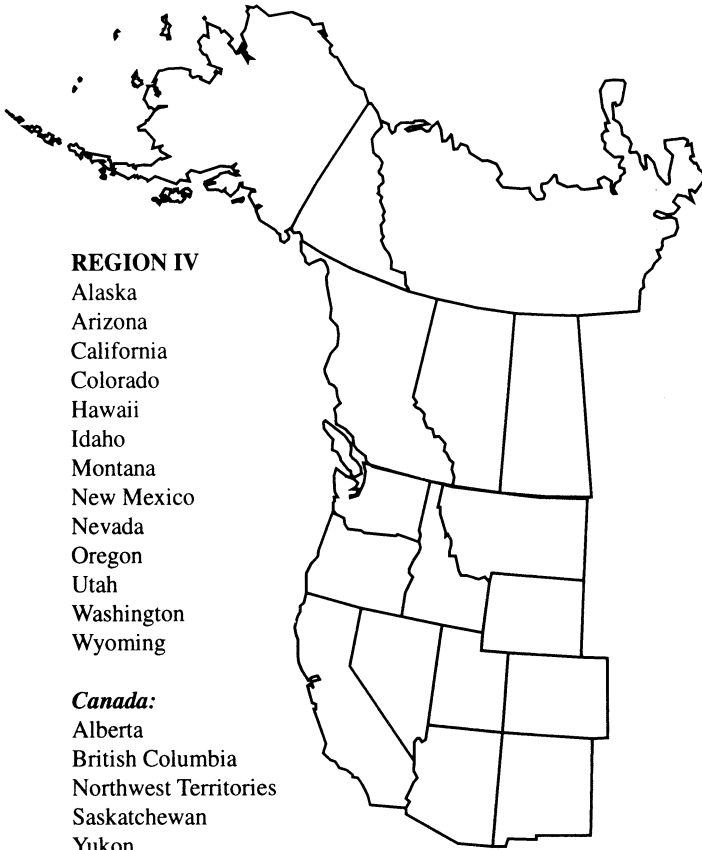 REGION IV
Alaska
Arizona
California
Colorado
Hawaii
Idaho
Montana
New Mexico
Nevada
Oregon
Utah
Washington
Wyoming
Canada:
Alberta
British Columbia
Northwest Territories
Saskatchewan
Yukon